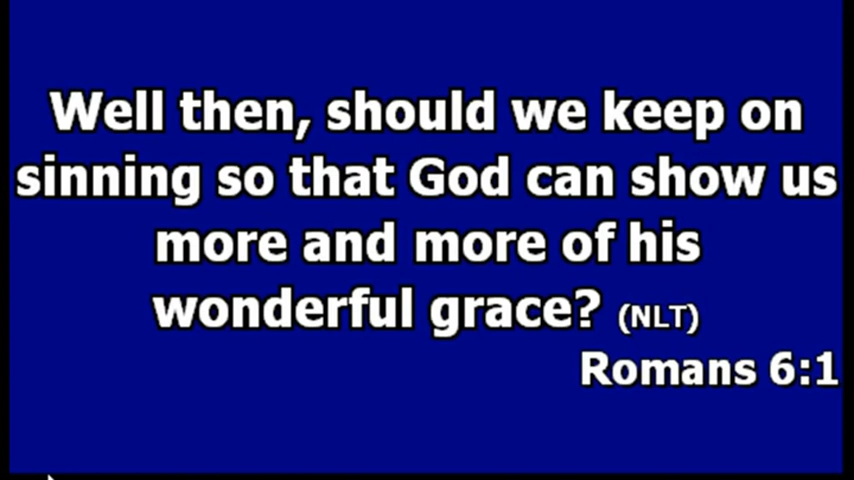 Well then, should we keep on
sinning so that God can show us
more and more of his
wonderful grace? (NLT)
Romans 6:1